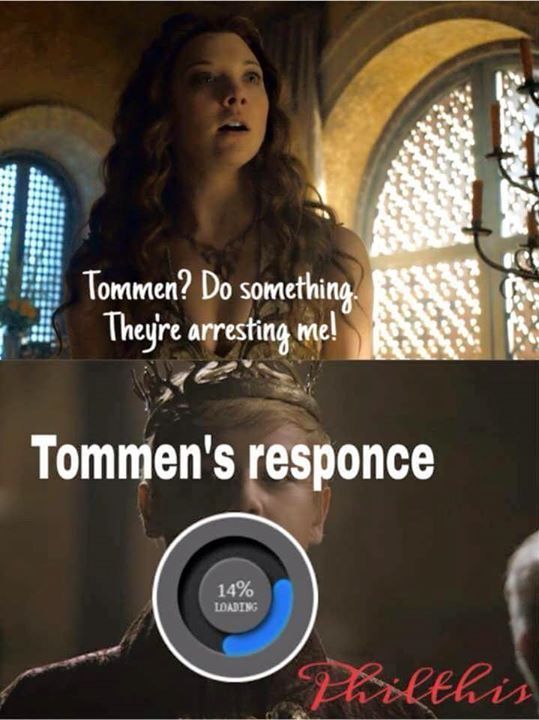 Tommen? Do something.
They're arresting me!
Tommen's responce
14%
LOADING
Philthis